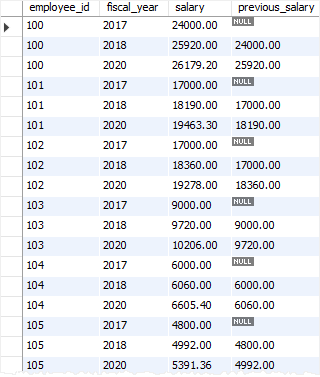 employee_id fiscal_year salary previous_salary
100 2017 24000.00 NULL
100 2018 25920.00 24000.00
100 2020 26179.20 25920.00
101 2017 17000.00 NULL
101 2018 18190.00 17000.00
101 2020 19463.30 18190.00
102 2017 17000.00 NULL
102 2018 18360.00 17000.00
102 2020 19278.00 18360.00
103 2017 9000.00 NULL
103 2018 9720.00 9000.00
103 2020 10206.00 9720.00
104 2017 6000.00 NULL
104 2018 6060.00 6000.00
104 2020 6605.40 6060.00
105 2017 4800.00 NULL
105 2018 4992.00 4800.00
105 2020 5391.36 4992.00